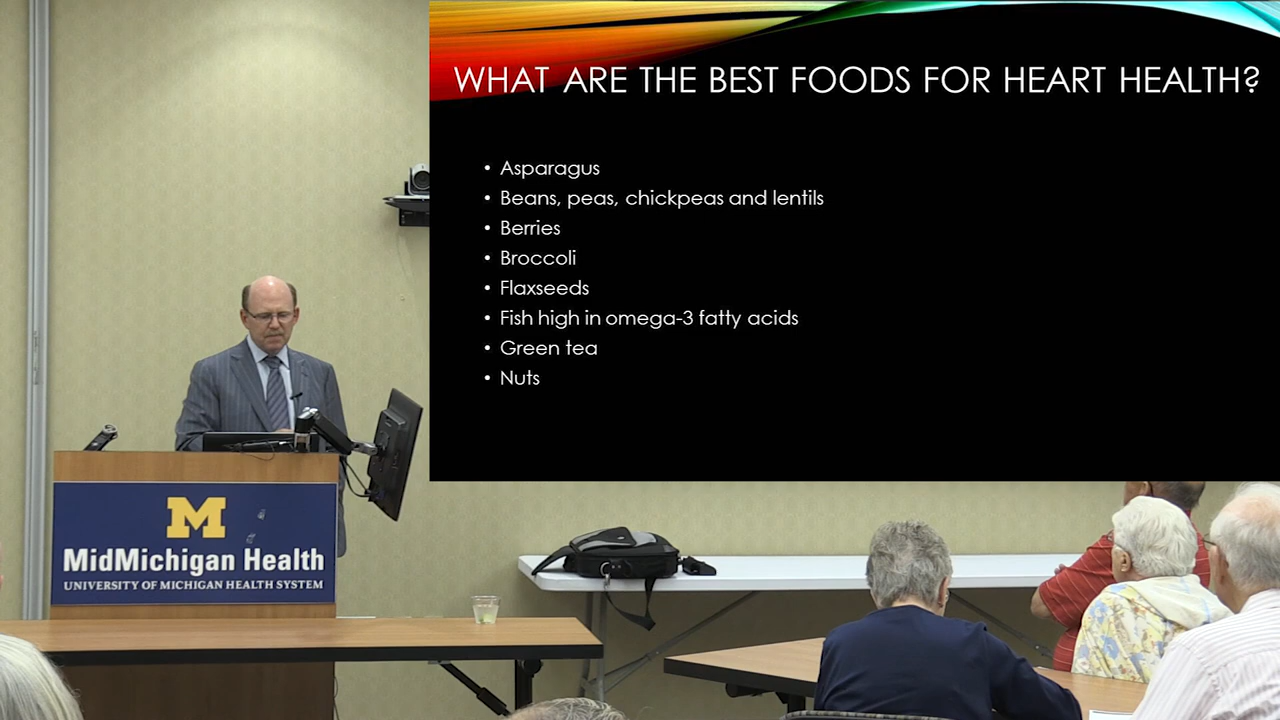 WHAT ARE THE BEST FOODS FOR HEART HEALTH?
• Asparagus
• Beans, peas, chickpeas and lentils
• Berries
• Broccoli
• Flaxseeds
• Fish high in omega-3 fatty acids
• Green tea
• Nuts
M
MidMichigan Health
UNIVERSITY OF MICHIGAN HEALTH SYSTEM